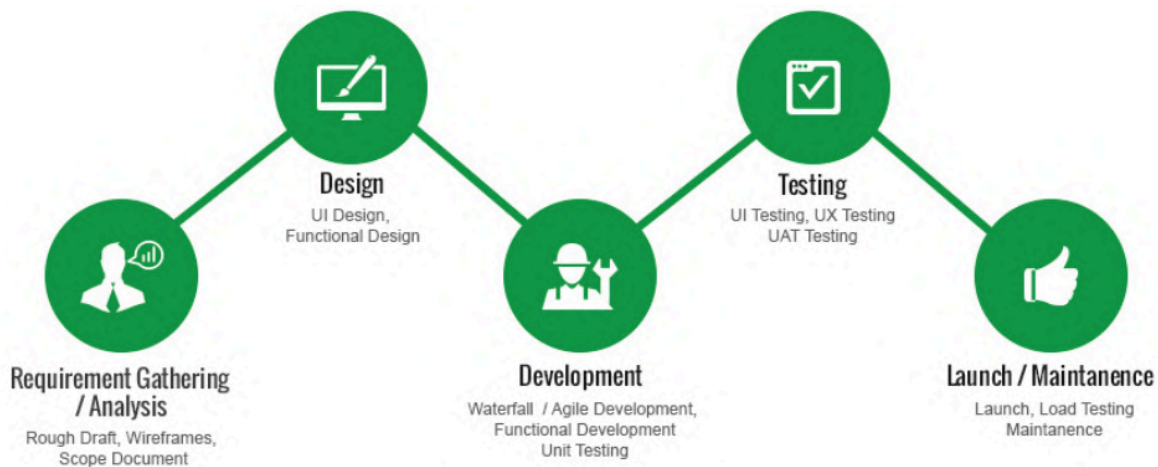 Requirement Gathering
/ Analysis
Rough Draft, Wireframes,
Scope Document
Design
UI Design,
Functional Design
Development
Waterfall / Agile Development,
Functional Development
Unit Testing
Testing
UI Testing, UX Testing
UAT Testing
Launch / Maintanence
Launch, Load Testing
Maintanence